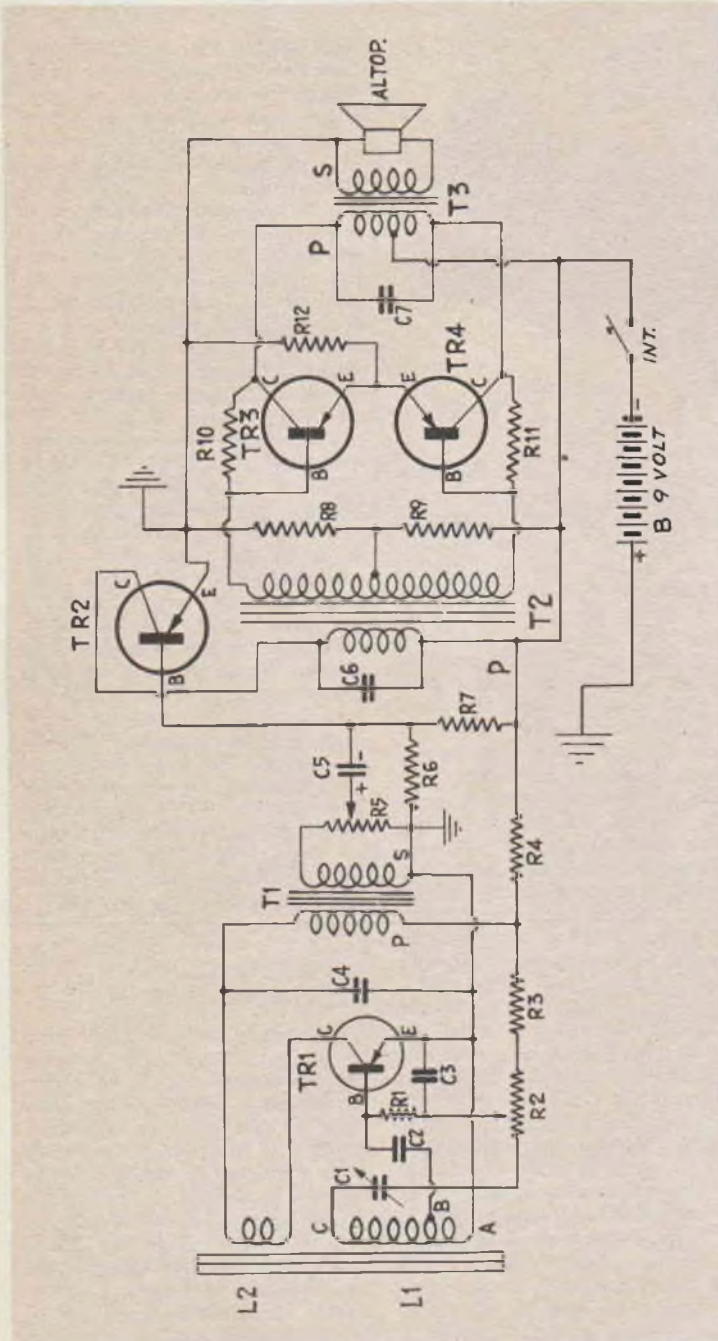 L2
L1
C
B
A
C1
C2
R1
B
TR1
C
E
C3
C4
R2
R3
R4
T1
P
S
R5
C5
+
-
R6
R7
P
C6
T2
TR2
B
C
E
R8
R9
R10
R11
TR3
B
C
E
TR4
B
E
C
R12
C7
P
S
T3
ALTOP.
INT.
+
-
B 9 VOLT